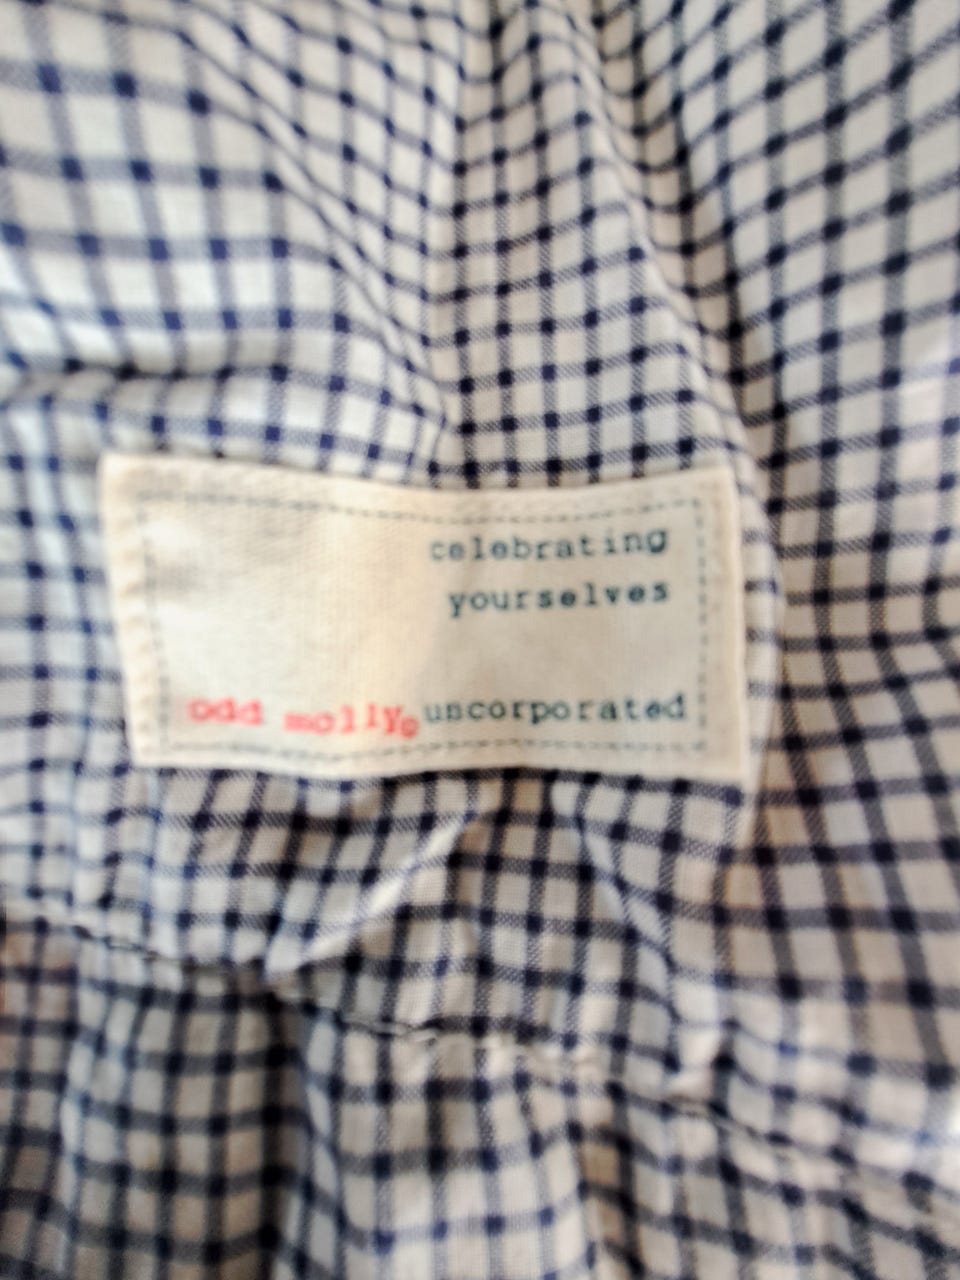 celebrating
yourselves
odd molly® uncorporated